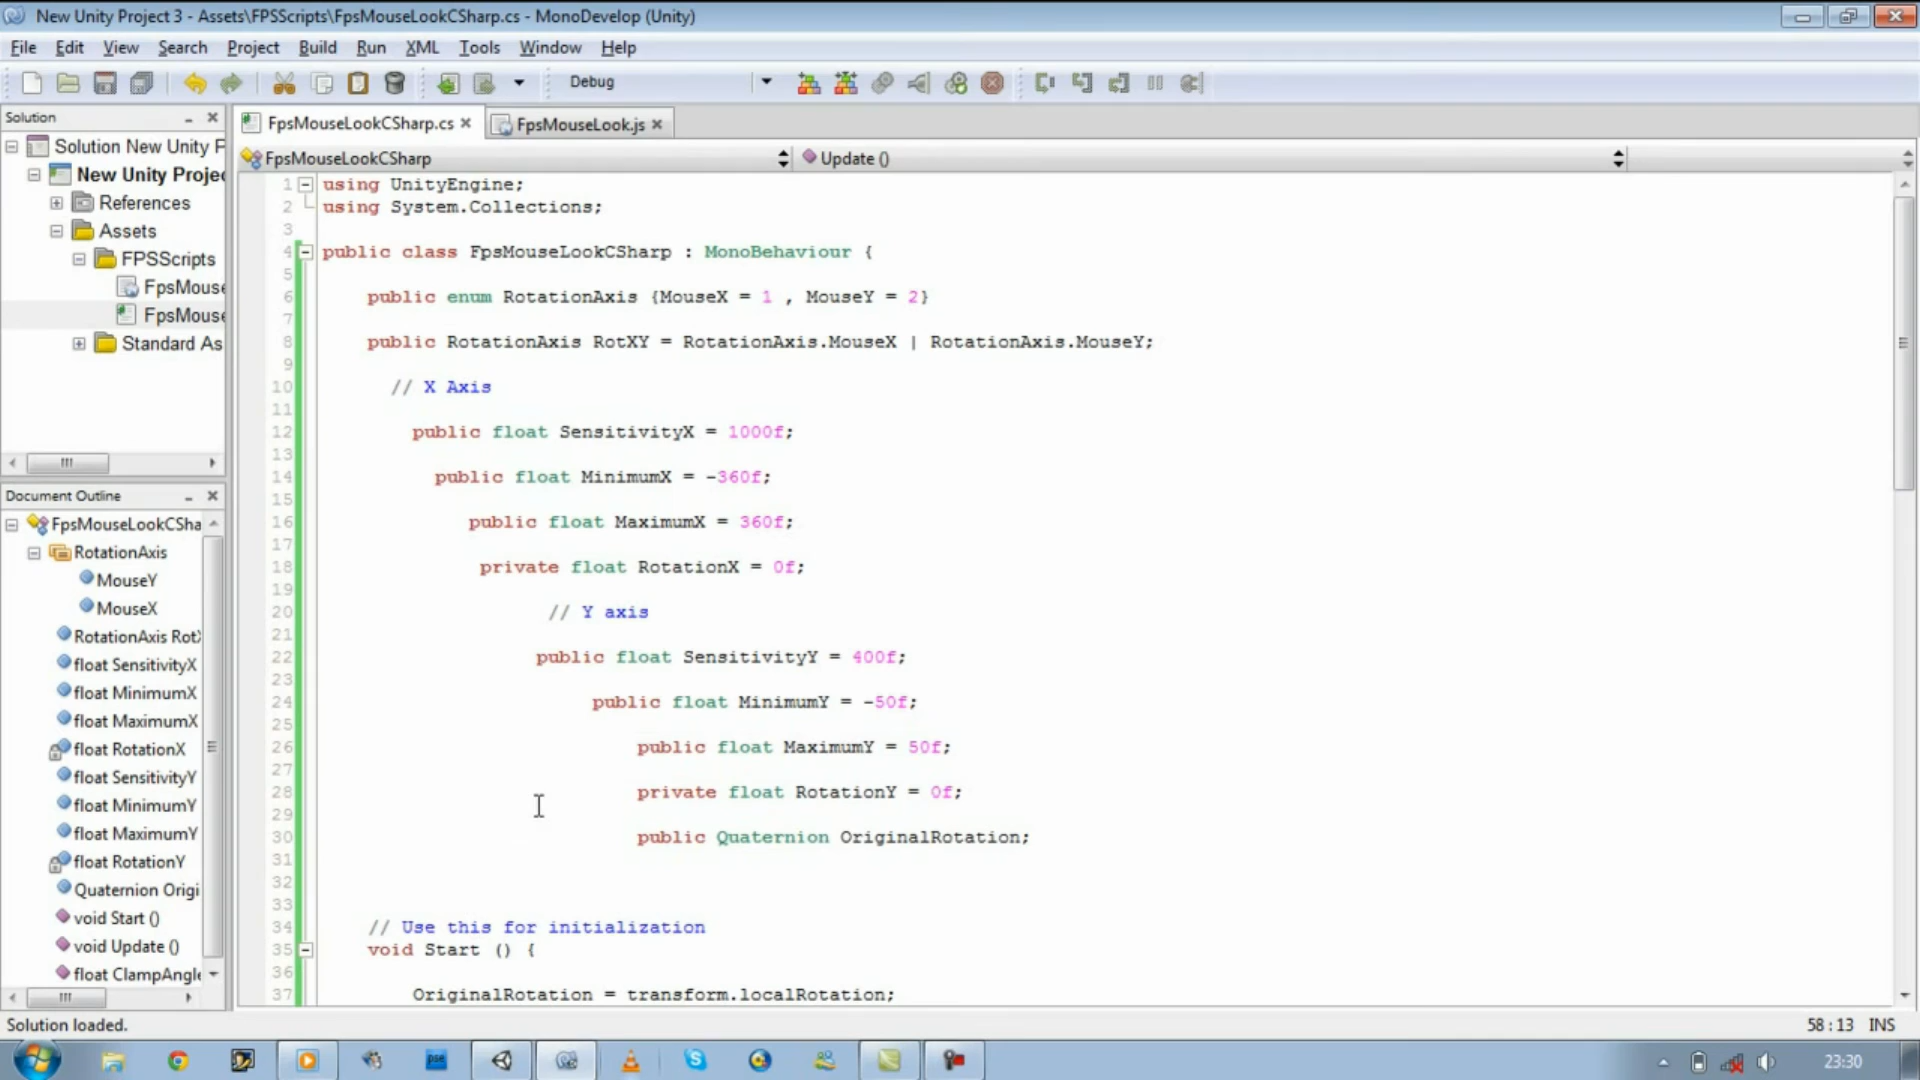 New Unity Project 3 - Assets\FPSScripts\FpsMouseLookCSharp.cs - MonoDevelop (Unity)
File Edit View Search Project Build Run XML Tools Window Help
Debug
Solution
Solution New Unity P
New Unity Projec
References
Assets
FPSScripts
FpsMouse
FpsMouse
Standard As
Document Outline
FpsMouseLookCSha
RotationAxis
MouseY
MouseX
RotationAxis RotX
float SensitivityX
float MinimumX
float MaximumX
float RotationX
float SensitivityY
float MinimumY
float MaximumY
float RotationY
Quaternion Origi
void Start ()
void Update ()
float ClampAngle
FpsMouseLookCSharp.cs FpsMouseLook.js
FpsMouseLookCSharp Update ()
1 using UnityEngine;
2 using System.Collections;
3
4 public class FpsMouseLookCSharp : MonoBehaviour {
5
6 public enum RotationAxis {MouseX = 1 , MouseY = 2}
7
8 public RotationAxis RotXY = RotationAxis.MouseX | RotationAxis.MouseY;
9
10 // X Axis
11
12 public float SensitivityX = 1000f;
13
14 public float MinimumX = -360f;
15
16 public float MaximumX = 360f;
17
18 private float RotationX = 0f;
19
20 // Y axis
21
22 public float SensitivityY = 400f;
23
24 public float MinimumY = -50f;
25
26 public float MaximumY = 50f;
27
28 private float RotationY = 0f;
29
30 public Quaternion OriginalRotation;
31
32
33
34 // Use this for initialization
35 void Start () {
36
37 OriginalRotation = transform.localRotation;
Solution loaded. 58 : 13 INS
pse
23:30